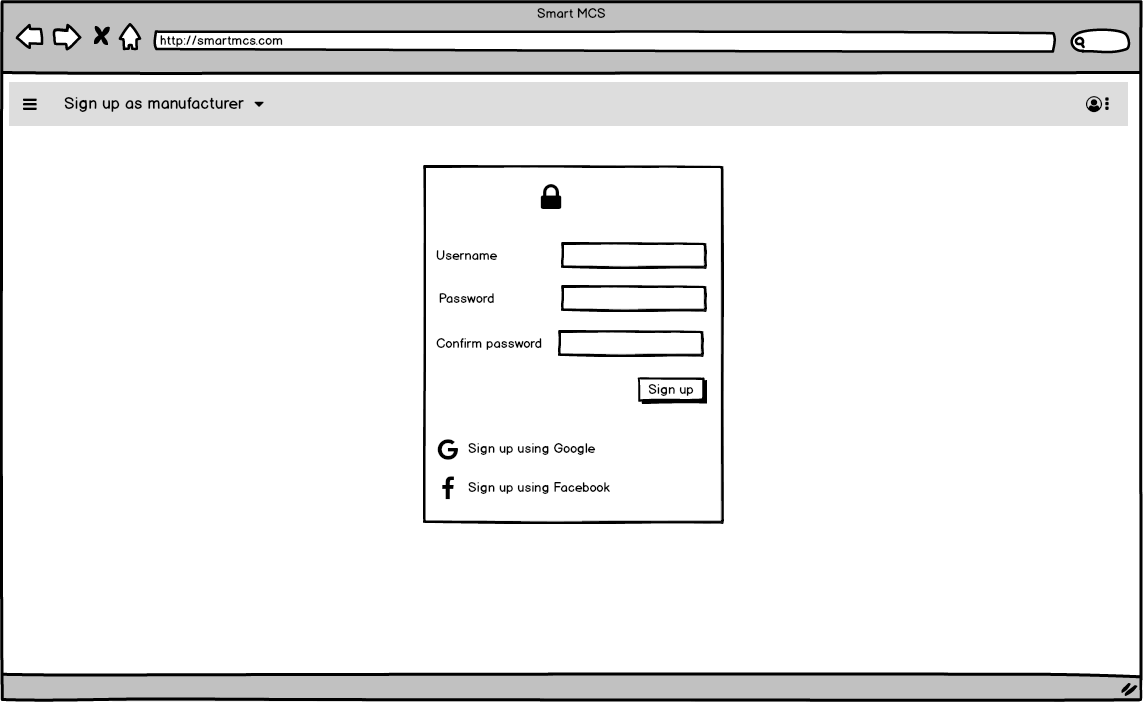 Smart MCS
http://smartmcs.com
Sign up as manufacturer
Username
Password
Confirm password
Sign up
Sign up using Google
Sign up using Facebook